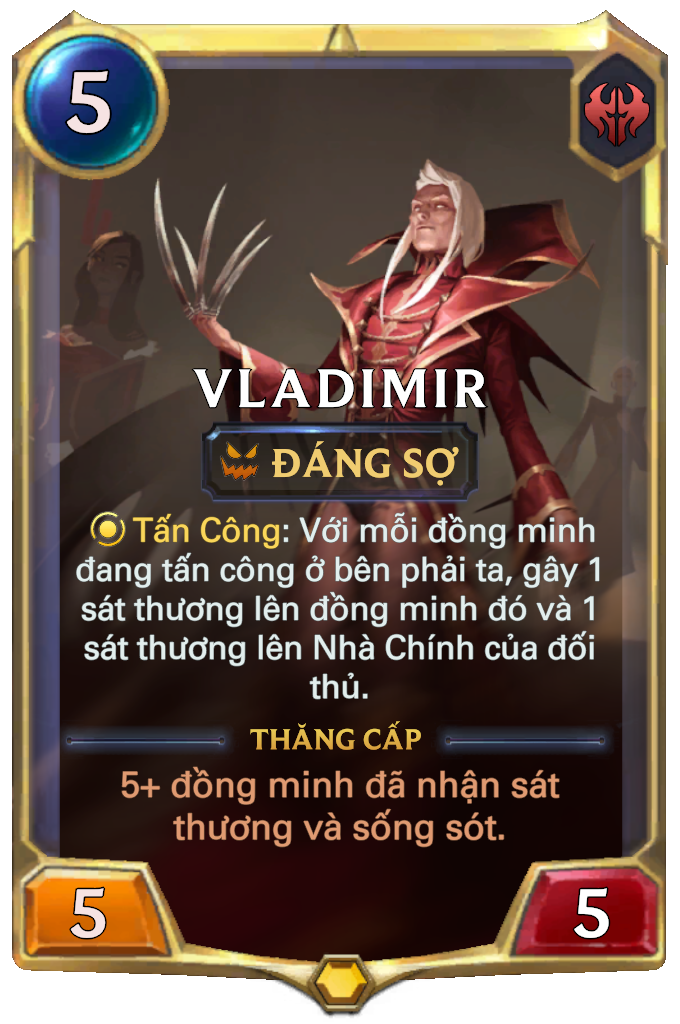 5
VLADIMIR
ĐÁNG SỢ
Tấn Công: Với mỗi đồng minh
đang tấn công ở bên phải ta, gây 1
sát thương lên đồng minh đó và 1
sát thương lên Nhà Chính của đối
thủ.
THĂNG CẤP
5+ đồng minh đã nhận sát
thương và sống sót.
5
5